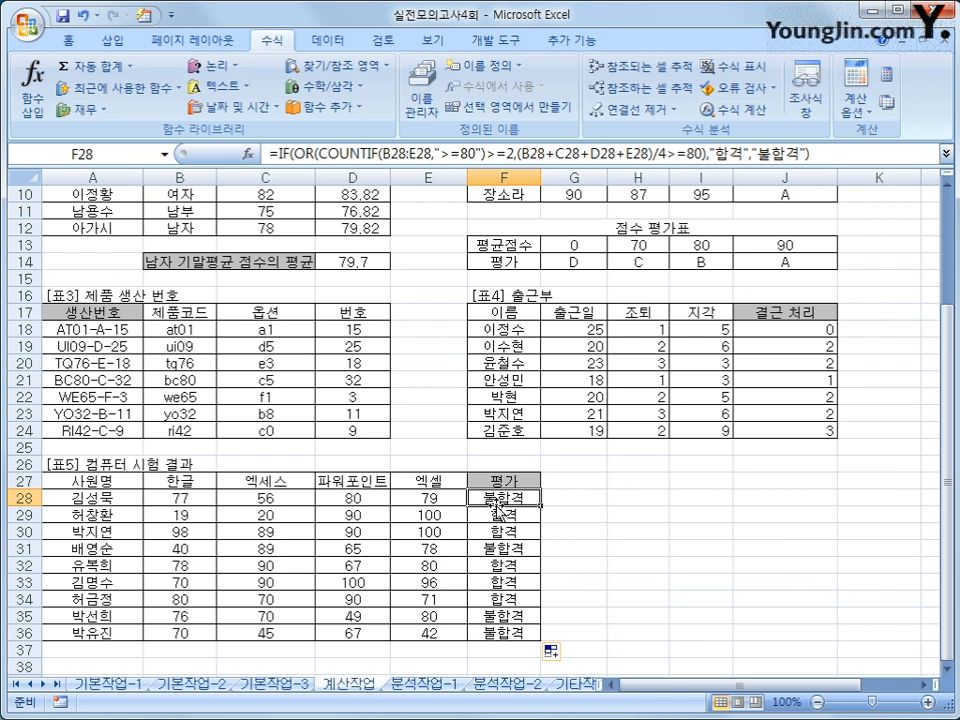 실전모의고사4회 - Microsoft Excel
YoungJin.com Y.
홈 삽입 페이지 레이아웃 수식 데이터 검토 보기 개발 도구 추가 기능
함수 삽입
Σ 자동 합계
최근에 사용한 함수
재무
논리
텍스트
날짜 및 시간
찾기/참조 영역
수학/삼각
함수 추가
이름 관리자
이름 정의
수식에서 사용
선택 영역에서 만들기
참조되는 셀 추적
참조하는 셀 추적
연결선 제거
수식 표시
오류 검사
수식 계산
조사식 창
계산 옵션
함수 라이브러리 정의된 이름 수식 분석 계산
F28 fx =IF(OR(COUNTIF(B28:E28,">=80")>=2,(B28+C28+D28+E28)/4>=80),"합격","불합격")
A B C D E F G H I J K
10 이정황 여자 82 83.82 장소라 90 87 95 A
11 남용수 남부 75 76.82
12 아가시 남자 78 79.82 점수 평가표
13 평균점수 0 70 80 90
14 남자 기말평균 점수의 평균 79.7 평가 D C B A
15
16 [표3] 제품 생산 번호 [표4] 출근부
17 생산번호 제품코드 옵션 번호 이름 출근일 조퇴 지각 결근 처리
18 AT01-A-15 at01 a1 15 이정수 25 1 5 0
19 UI09-D-25 ui09 d5 25 이수현 20 2 6 2
20 TQ76-E-18 tq76 e3 18 윤철수 23 3 3 2
21 BC80-C-32 bc80 c5 32 안성민 18 1 3 2
22 WE65-F-3 we65 f1 3 박현 20 2 5 2
23 YO32-B-11 yo32 b8 11 박지연 21 3 6 2
24 RI42-C-9 ri42 c0 9 김준호 19 2 9 3
25
26 [표5] 컴퓨터 시험 결과
27 사원명 한글 엑세스 파워포인트 엑셀 평가
28 김성묵 77 56 80 79 불합격
29 허창환 19 20 90 100 합격
30 박지연 98 89 90 100 합격
31 배영순 40 89 65 78 불합격
32 유복희 78 90 67 80 합격
33 김명수 70 90 100 96 합격
34 허금정 80 70 90 71 합격
35 박선희 76 70 49 80 불합격
36 박유진 70 45 67 42 불합격
37
38
기본작업-1 기본작업-2 기본작업-3 계산작업 분석작업-1 분석작업-2 기타작
준비 100%